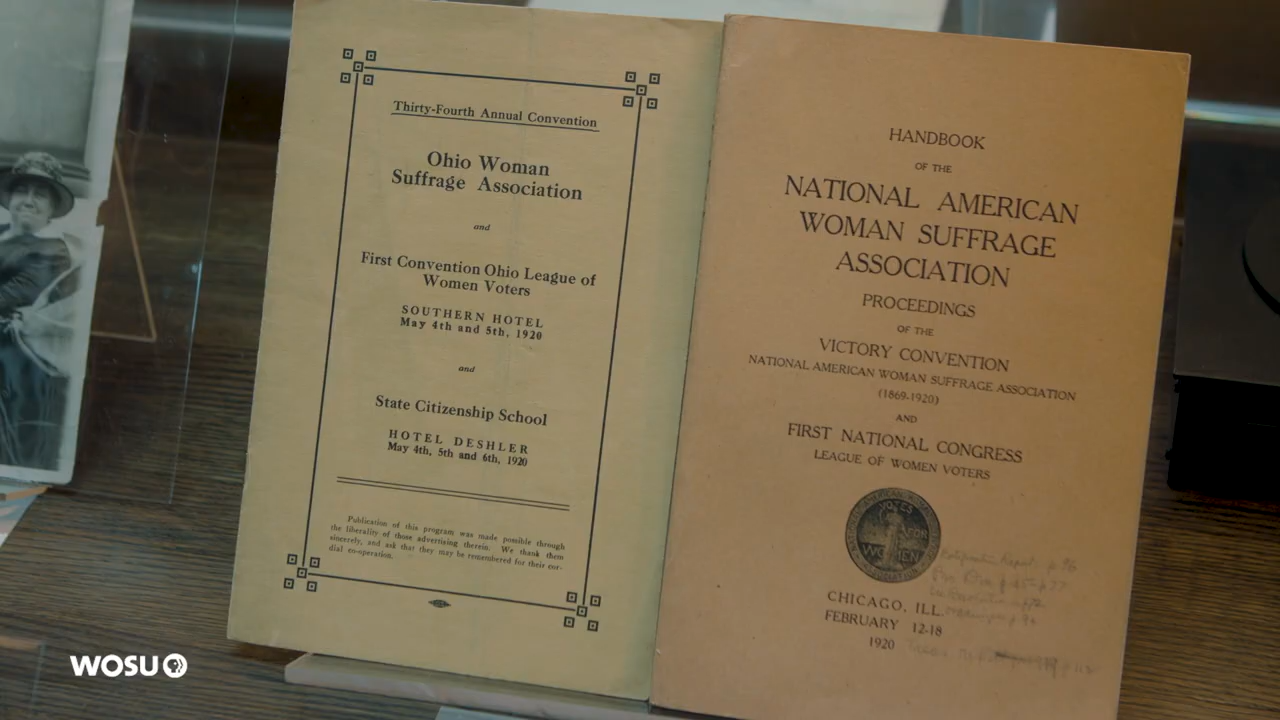 Thirty-Fourth Annual Convention
Ohio Woman
Suffrage Association
and
First Convention Ohio League of
Women Voters
SOUTHERN HOTEL
May 4th and 5th, 1920
and
State Citizenship School
HOTEL DESHLER
May 4th, 5th and 6th, 1920
Publication of this program was made possible through
the liberality of those advertising therein. We thank them
sincerely, and ask that they may be remembered for their cor-
dial co-operation.
HANDBOOK
OF THE
NATIONAL AMERICAN
WOMAN SUFFRAGE
ASSOCIATION
PROCEEDINGS
OF THE
VICTORY CONVENTION
NATIONAL AMERICAN WOMAN SUFFRAGE ASSOCIATION
(1869-1920)
AND
FIRST NATIONAL CONGRESS
LEAGUE OF WOMEN VOTERS
VOTES
FOR
WOMEN
CHICAGO, ILL.
FEBRUARY 12-18
1920
WOSU